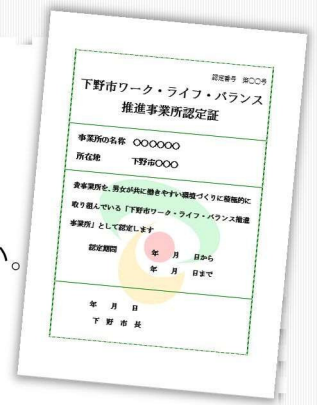 認定番号 第〇〇号
下野市ワーク・ライフ・バランス
推進事業所認定証
事業所の名称 〇〇〇〇〇〇
所在地 下野市〇〇〇
貴事業所を、男女が共に働きやすい環境づくりに積極的に
取り組んでいる「下野市ワーク・ライフ・バランス推進
事業所」として認定します
認定期間 年 月 日から
年 月 日まで
年 月 日
下 野 市 長
い。